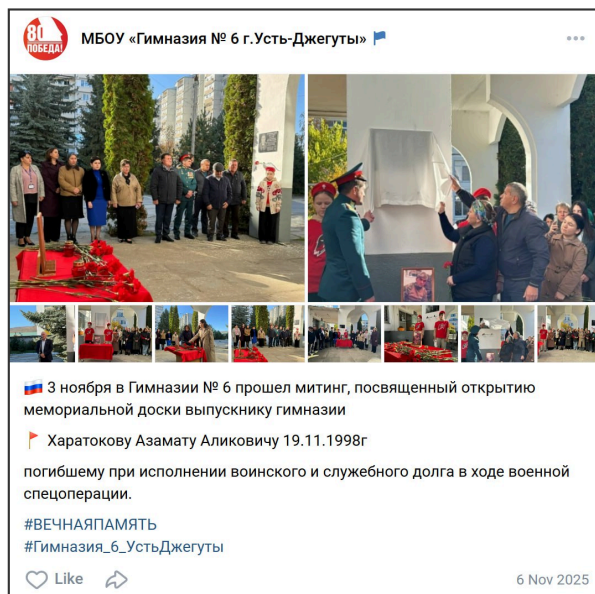 80
ПОБЕДА!
МБОУ «Гимназия № 6 г.Усть-Джегуты»
3 ноября в Гимназии № 6 прошел митинг, посвященный открытию
мемориальной доски выпускнику гимназии
Харатокову Азамату Аликовичу 19.11.1998г
погибшему при исполнении воинского и служебного долга в ходе военной
спецоперации.
#ВЕЧНАЯПАМЯТЬ
#Гимназия_6_УстьДжегуты
Like
6 Nov 2025